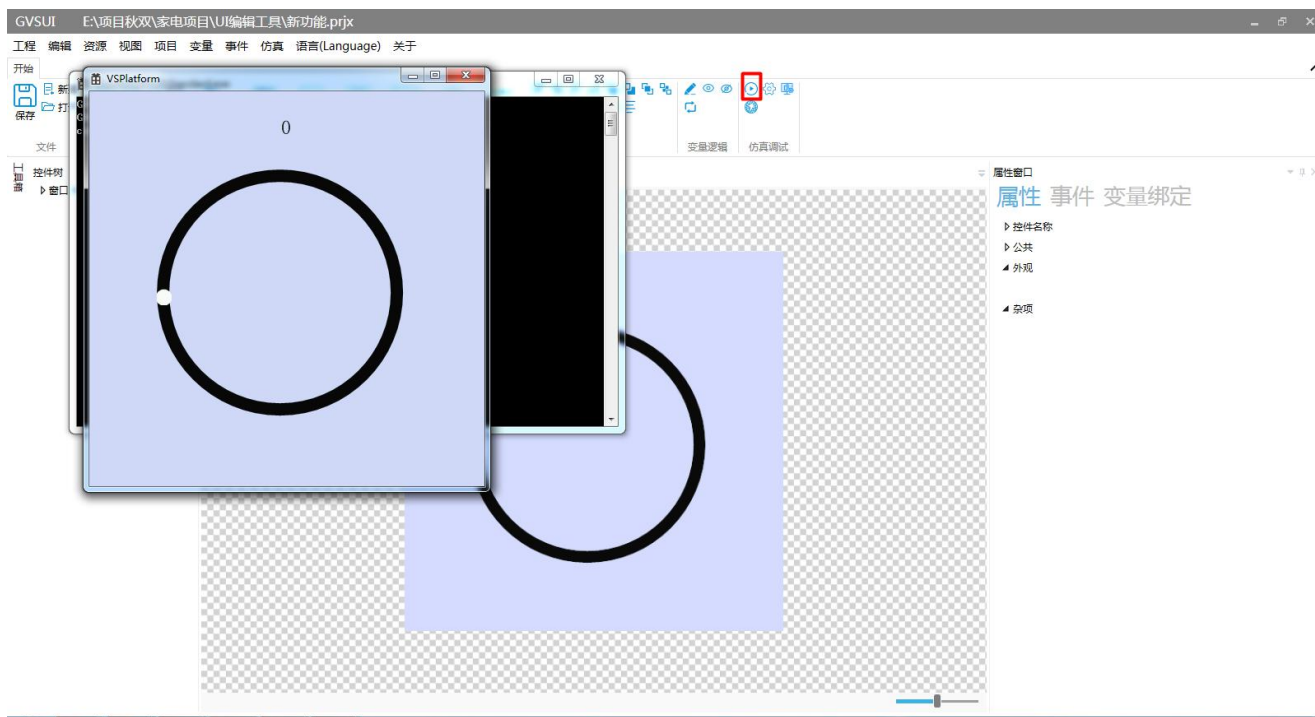 GVSUI E:\项目秋双\家电项目\UI编辑工具\新功能.prjx
工程 编辑 资源 视图 项目 变量 事件 仿真 语言(Language) 关于
开始
VSPlatform
新
打
保存
文件
变量逻辑 仿真调试
0
工具箱
控件树
窗口
属性窗口
属性 事件 变量绑定
控件名称
公共
外观
杂项